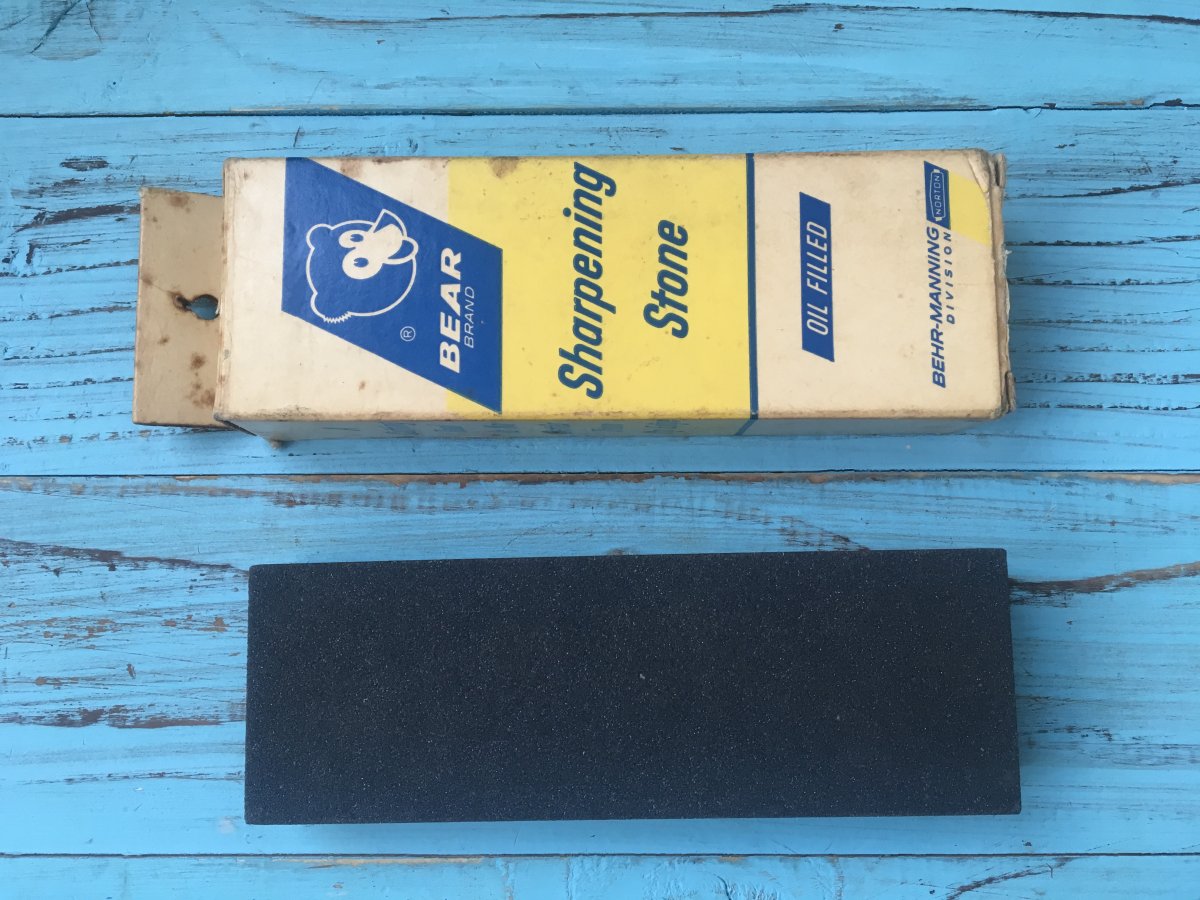 ®
BEAR
BRAND
Sharpening
Stone
OIL FILLED
BEHR-MANNING
DIVISION
NORTON